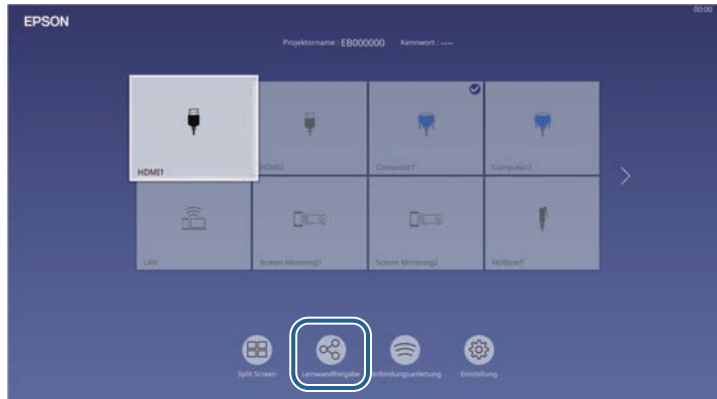 00:00
EPSON
Projektorname : EB000000 Kennwort : ----
HDMI1
HDMI2
Computer1
Computer2
LAN
Screen Mirroring1
Screen Mirroring2
HDBaseT
Split Screen
Leinwandfreigabe
Verbindungsanleitung
Einstellung